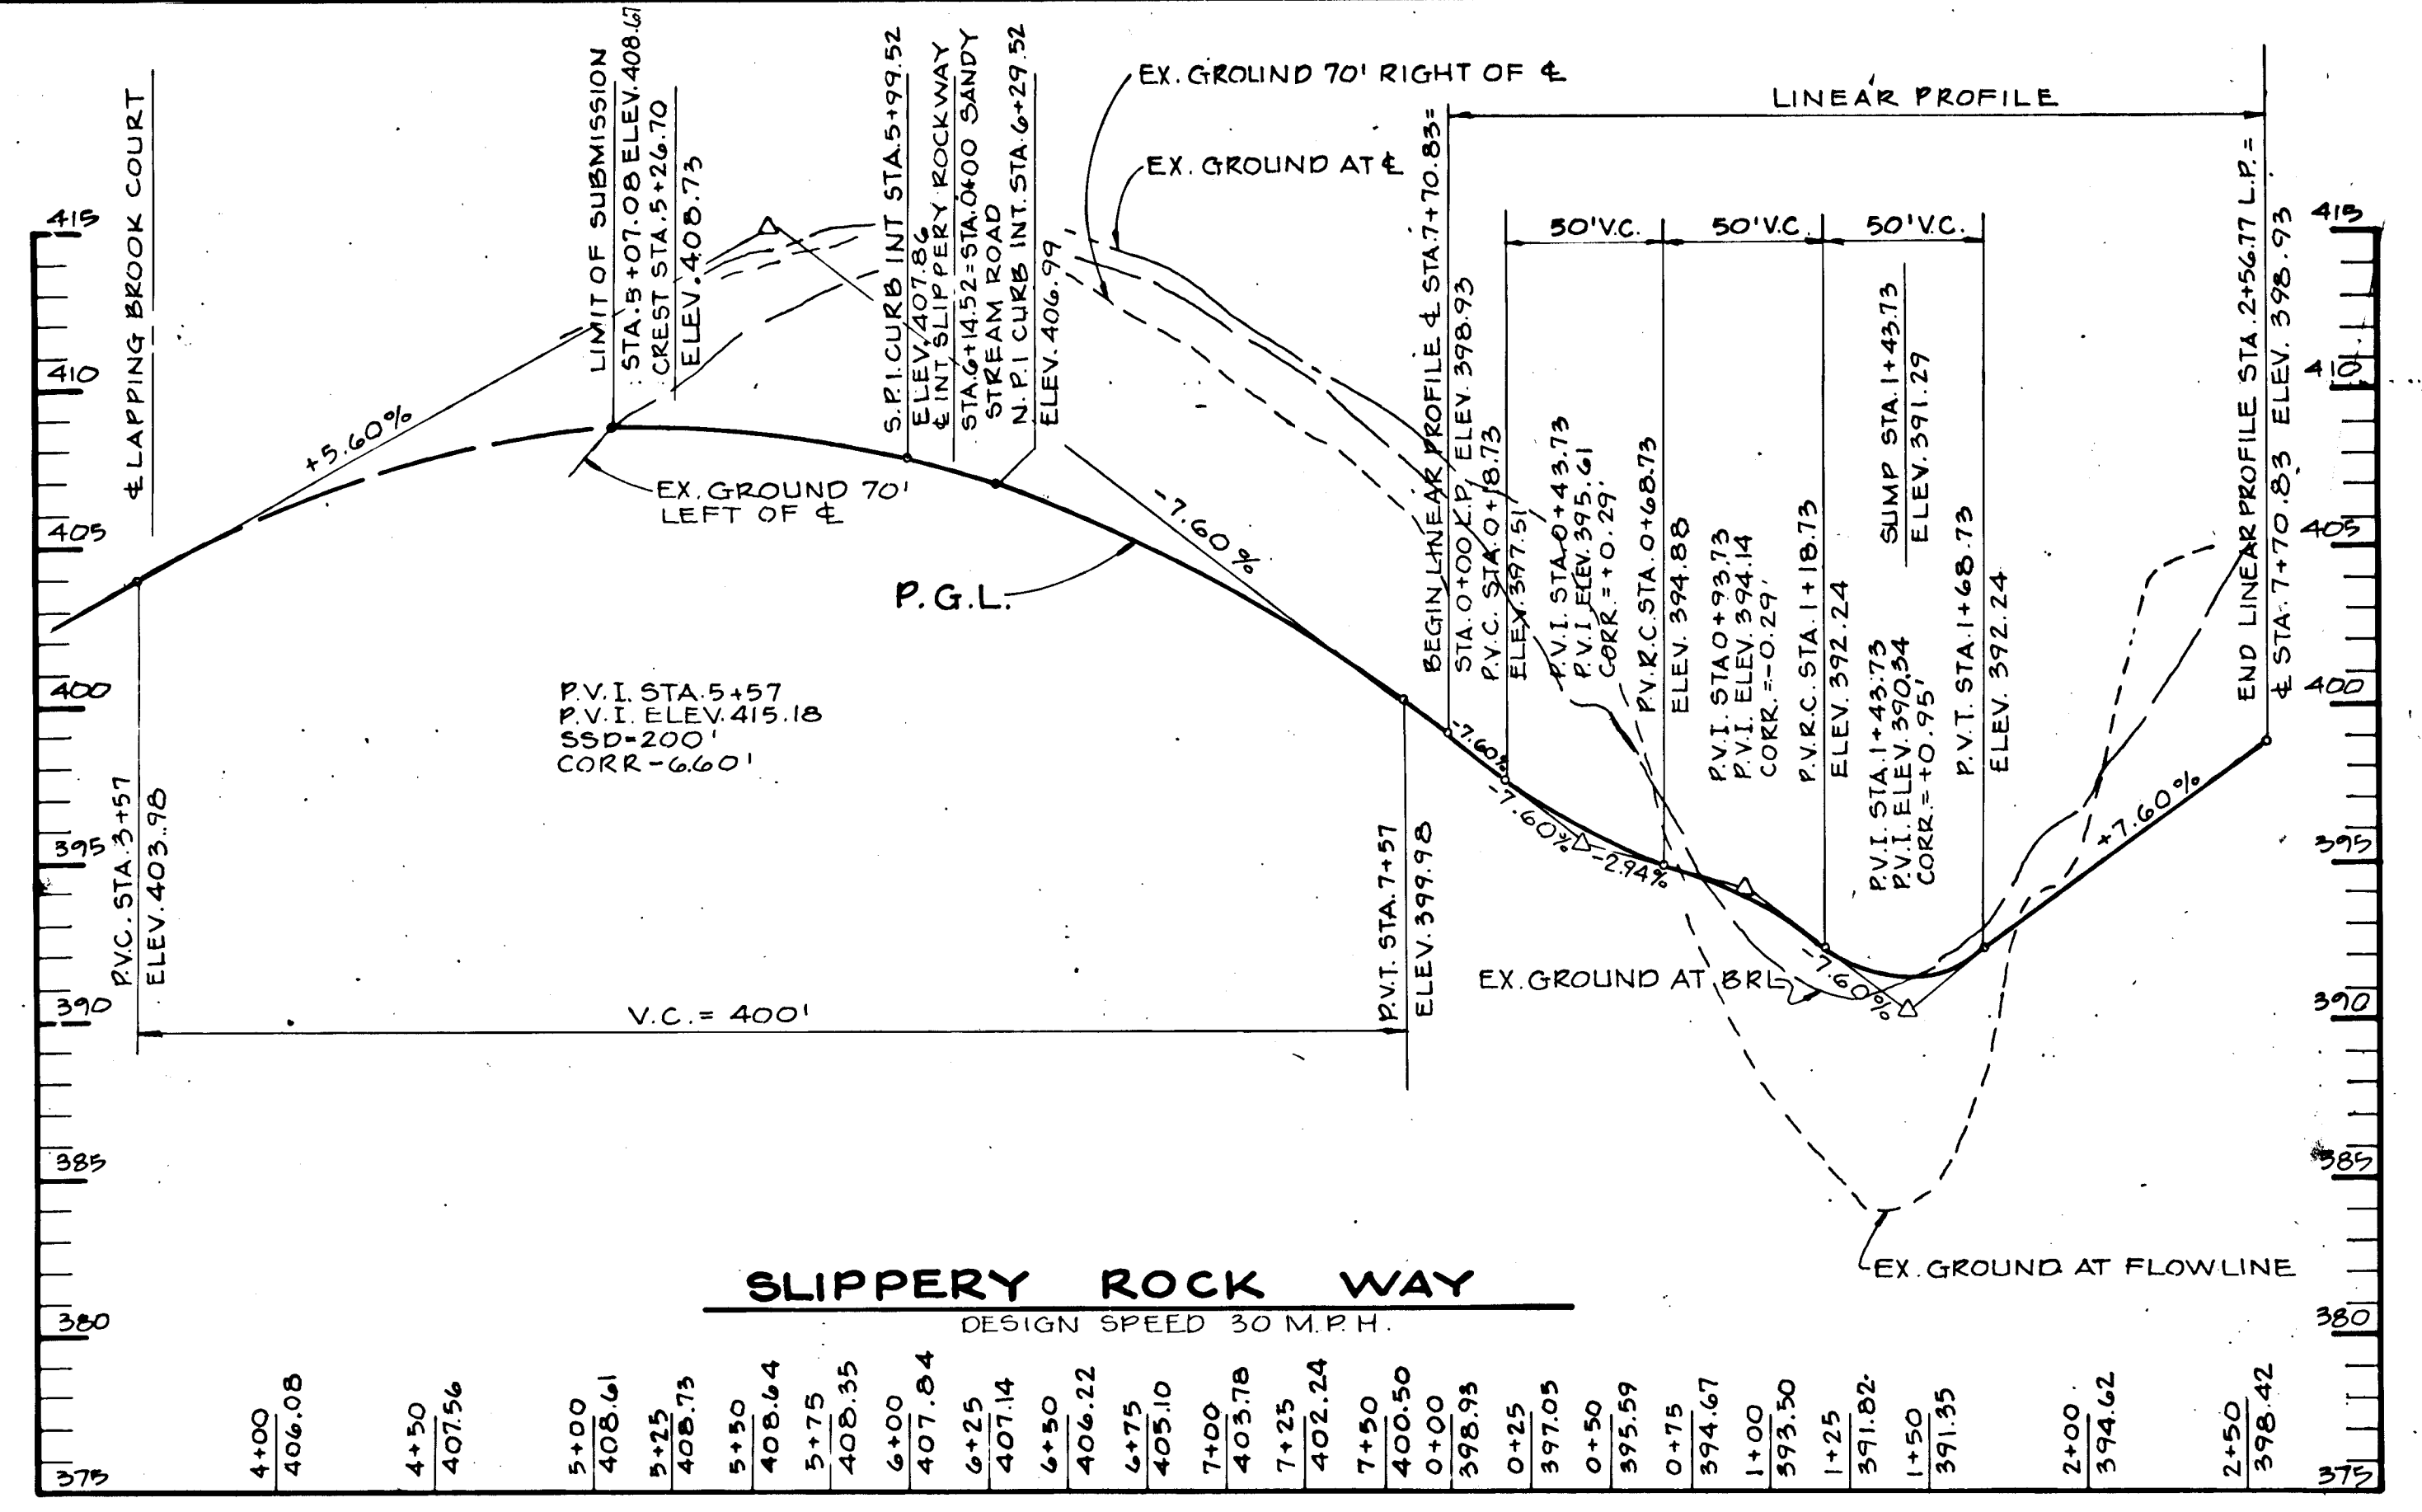 ℄ LAPPING BROOK COURT
LIMIT OF SUBMISSION
STA.5+07.08 ELEV.408.67
CREST STA.5+26.70
ELEV.408.73
S.P.I. CURB INT STA.5+99.52
ELEV.407.86
℄ INT SLIPPERY ROCKWAY
STA.6+14.52=STA.0+00 SANDY
STREAM ROAD
N.P.I CURB INT. STA.6+29.52
ELEV.406.99
EX. GROUND 70' RIGHT OF ℄
EX. GROUND AT ℄
LINEAR PROFILE
BEGIN LINEAR PROFILE ℄ STA.7+70.83=
STA.0+00 L.P. ELEV. 398.93
50'V.C.
50'V.C.
50'V.C.
P.V.C. STA.0+18.73
ELEV.397.51
P.V.I. STA.0+43.73
P.V.I. ELEV.395.61
CORR.=+0.29'
P.V.R.C. STA.0+68.73
ELEV. 394.88
P.V.I. STA 0+93.73
P.V.I. ELEV. 394.14
CORR.=-0.29'
P.V.R.C. STA.1+18.73
ELEV. 392.24
SUMP STA.1+43.73
ELEV.391.29
P.V.I. STA.1+43.73
P.V.I. ELEV.390.34
CORR.=+0.95'
P.V.T. STA.1+68.73
ELEV. 392.24
END LINEAR PROFILE STA.2+56.77 L.P.=
℄ STA.7+70.83 ELEV. 398.93
415
410
405
400
395
390
385
380
375
415
410
405
400
395
390
385
380
375
+5.60%
EX. GROUND 70'
LEFT OF ℄
-7.60%
P.G.L.
P.V.I. STA.5+57
P.V.I. ELEV.415.18
SSD=200'
CORR-6.60'
P.V.C. STA.3+57
ELEV.403.98
P.V.T. STA.7+57
ELEV.399.98
V.C.= 400'
-7.60%
-7.60%
-2.94%
-7.60%
+7.60%
EX.GROUND AT BRL
EX.GROUND AT FLOWLINE
SLIPPERY ROCK WAY
DESIGN SPEED 30 M.P.H.
4+00
406.08
4+50
407.56
5+00
408.61
5+25
408.73
5+50
408.64
5+75
408.35
6+00
407.84
6+25
407.14
6+50
406.22
6+75
405.10
7+00
403.78
7+25
402.24
7+50
400.50
0+00
398.93
0+25
397.05
0+50
395.59
0+75
394.67
1+00
393.50
1+25
391.82
1+50
391.35
2+00
394.62
2+50
398.42